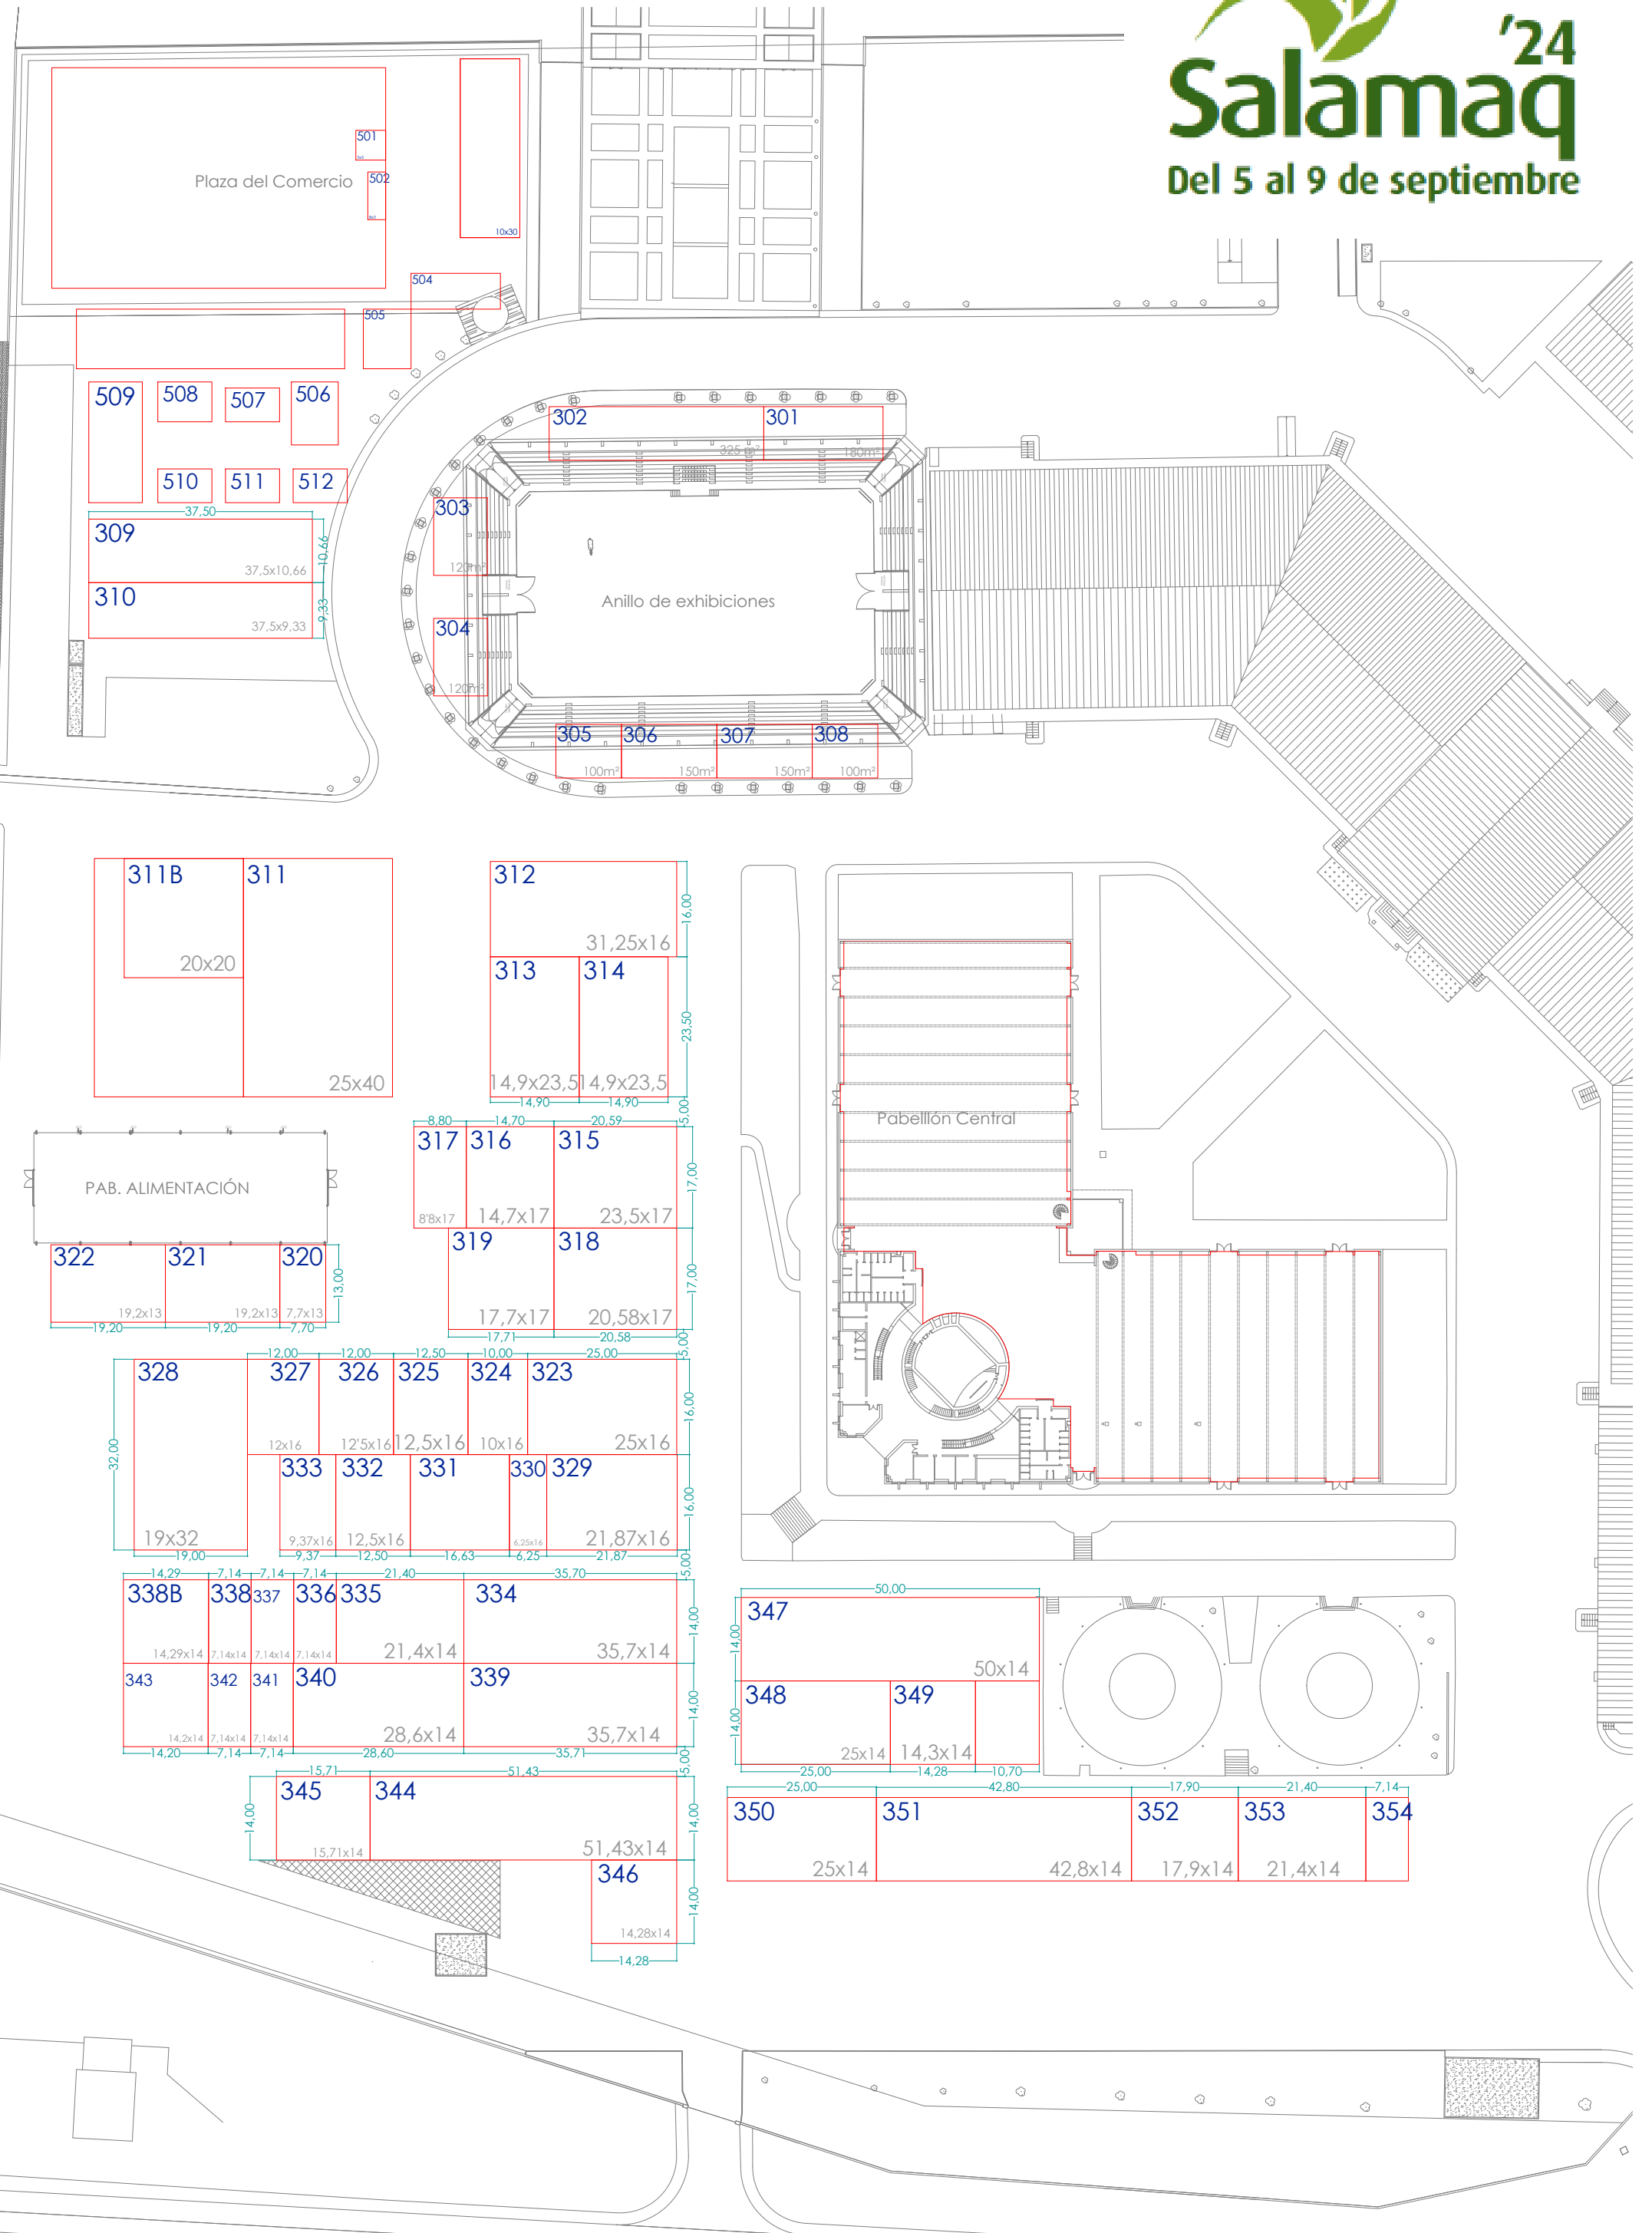 '24
Salamaq
Del 5 al 9 de septiembre
501
Plaza del Comercio
502
10x30
504
505
509
508
507
506
510
511
512
37,50
309
37,5x10,66
10,66
310
37,5x9,33
9,33
302
301
325 m²
180m²
303
120m²
Anillo de exhibiciones
304
120m²
305
306
307
308
100m²
150m²
150m²
100m²
311B
311
20x20
25x40
312
31,25x16
16,00
313
314
23,50
14,9x23,5
14,9x23,5
14,90
14,90
5,00
Pabellón Central
8,80
14,70
20,59
317
316
315
17,00
8'8x17
14,7x17
23,5x17
PAB. ALIMENTACIÓN
319
318
17,00
17,7x17
20,58x17
17,71
20,58
5,00
322
321
320
13,00
19,2x13
19,2x13
7,7x13
19,20
19,20
7,70
12,00
12,00
12,50
10,00
25,00
328
327
326
325
324
323
32,00
16,00
12x16
12'5x16
12,5x16
10x16
25x16
333
332
331
330
329
16,00
19x32
9,37x16
12,5x16
6,25x16
21,87x16
19,00
9,37
12,50
16,63
6,25
21,87
5,00
14,29
7,14
7,14
7,14
21,40
35,70
338B
338
337
336
335
334
14,00
14,29x14
7,14x14
7,14x14
7,14x14
21,4x14
35,7x14
343
342
341
340
339
14,00
14,2x14
7,14x14
7,14x14
28,6x14
35,7x14
14,20
7,14
7,14
28,60
35,71
5,00
50,00
347
14,00
50x14
348
349
14,00
25x14
14,3x14
25,00
14,28
10,70
15,71
51,43
345
344
14,00
14,00
15,71x14
51,43x14
346
14,00
14,28x14
14,28
25,00
42,80
17,90
21,40
7,14
350
351
352
353
354
25x14
42,8x14
17,9x14
21,4x14